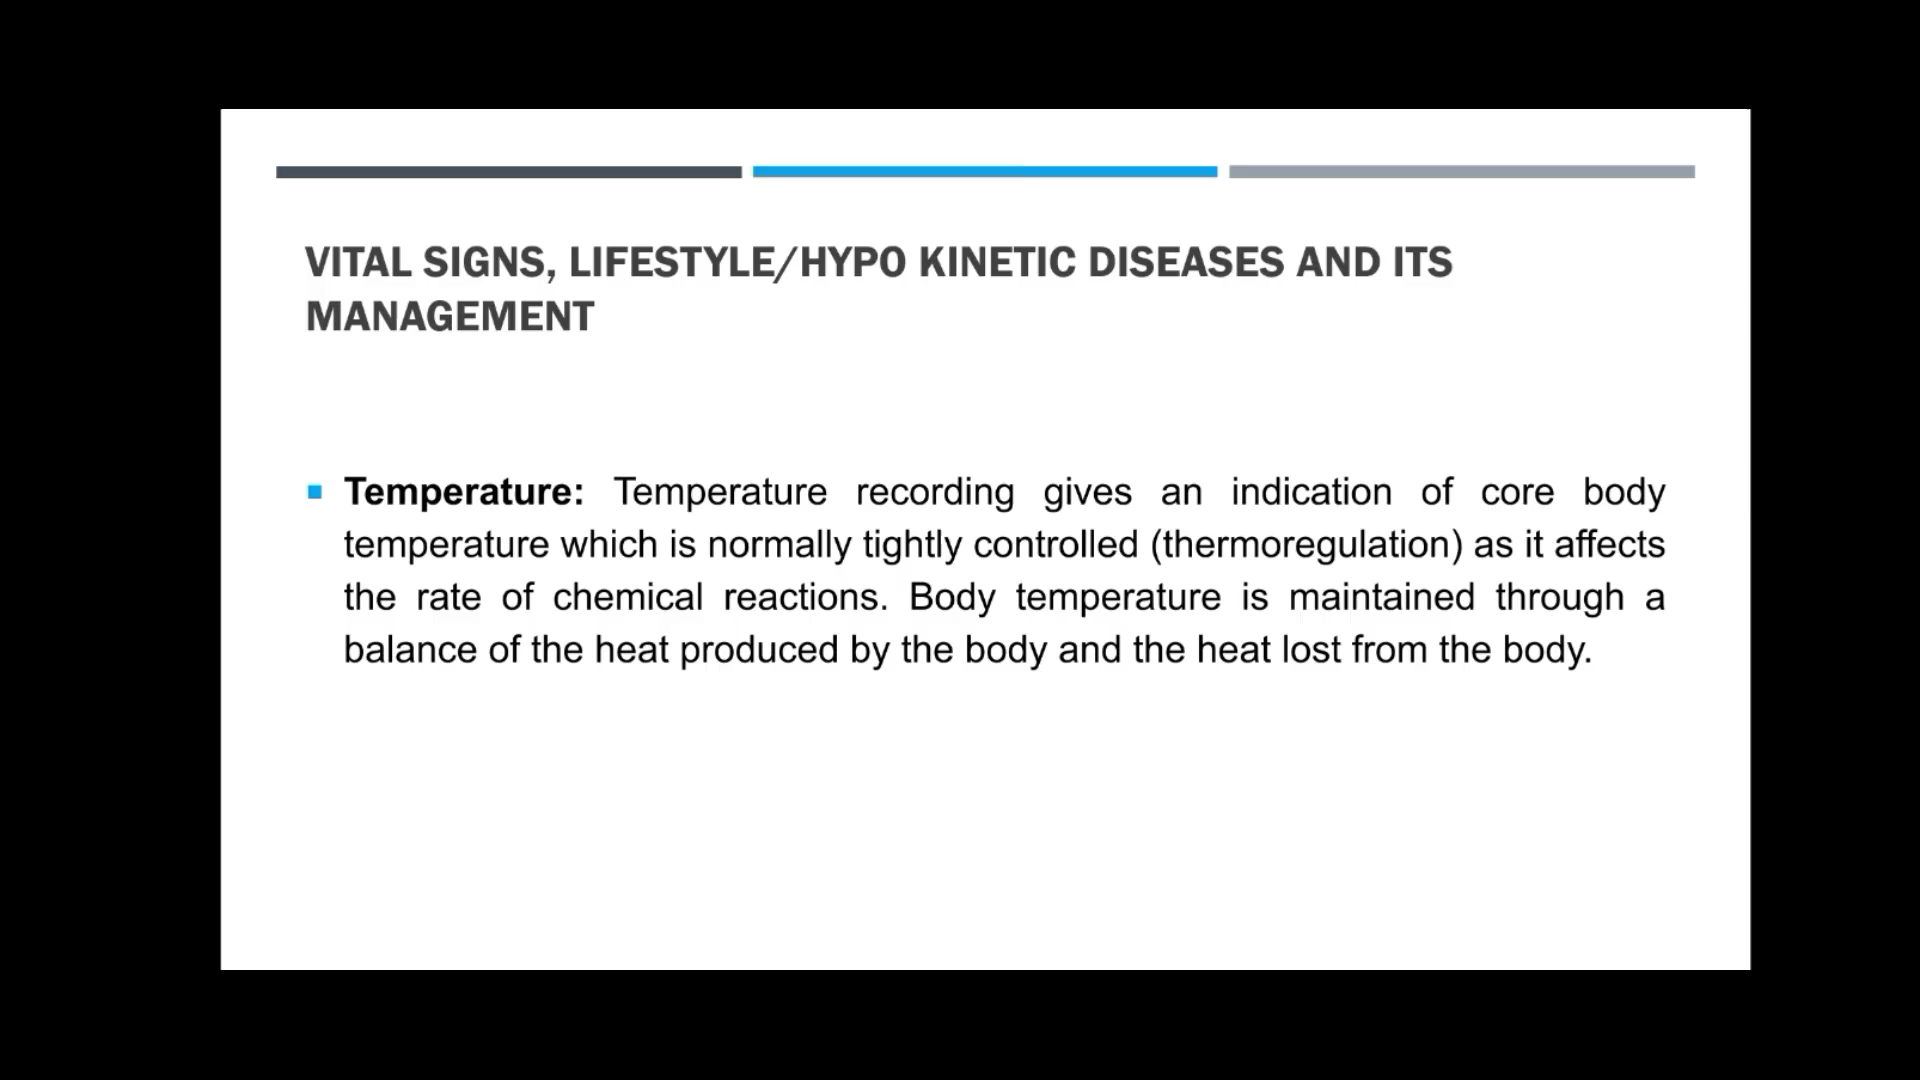 VITAL SIGNS, LIFESTYLE/HYPO KINETIC DISEASES AND ITS
MANAGEMENT
Temperature: Temperature recording gives an indication of core body
temperature which is normally tightly controlled (thermoregulation) as it affects
the rate of chemical reactions. Body temperature is maintained through a
balance of the heat produced by the body and the heat lost from the body.